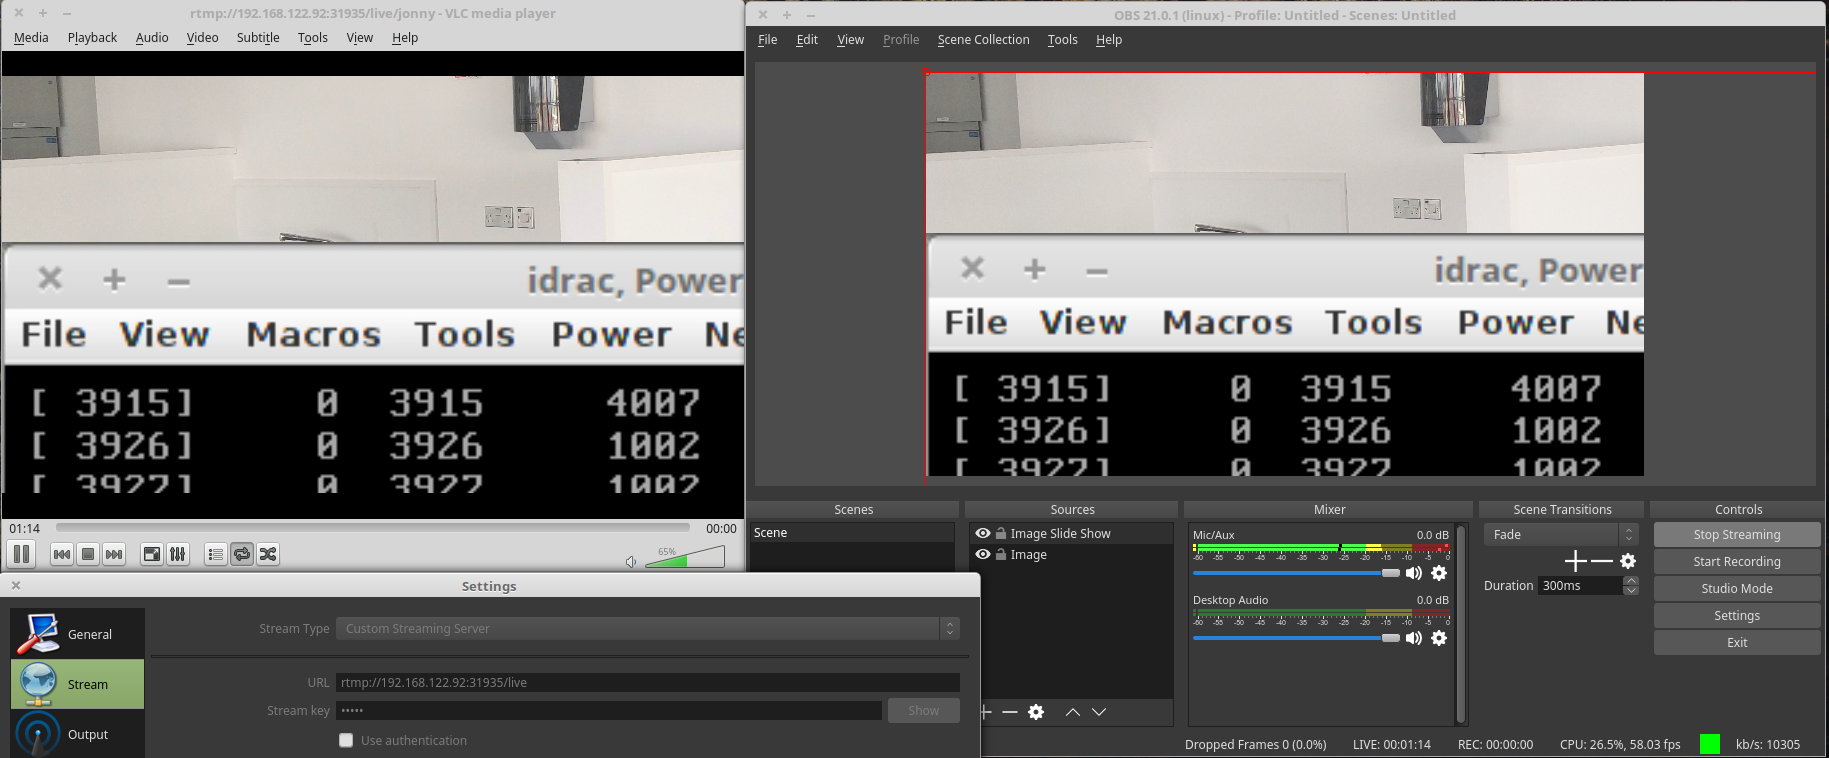 rtmp://192.168.122.92:31935/live/jonny - VLC media player
Media Playback Audio Video Subtitle Tools View Help
idrac, Power
File View Macros Tools Power Ne
[ 3915] 0 3915 4007
[ 3926] 0 3926 1002
[ 3927] 0 3927 1002
01:14 00:00
65%
OBS 21.0.1 (linux) - Profile: Untitled - Scenes: Untitled
File Edit View Profile Scene Collection Tools Help
idrac, Power
File View Macros Tools Power Ne
[ 3915] 0 3915 4007
[ 3926] 0 3926 1002
[ 3927] 0 3927 1002
Scenes
Scene
Sources
Image Slide Show
Image
Mixer
Mic/Aux 0.0 dB
-60 -55 -50 -45 -40 -35 -30 -25 -20 -15 -10 -5 0
Desktop Audio 0.0 dB
-60 -55 -50 -45 -40 -35 -30 -25 -20 -15 -10 -5 0
Scene Transitions
Fade
Duration 300ms
Controls
Stop Streaming
Start Recording
Studio Mode
Settings
Exit
Settings
General
Stream
Output
Stream Type Custom Streaming Server
URL rtmp://192.168.122.92:31935/live
Stream key ••••• Show
Use authentication
Dropped Frames 0 (0.0%) LIVE: 00:01:14 REC: 00:00:00 CPU: 26.5%, 58.03 fps kb/s: 10305